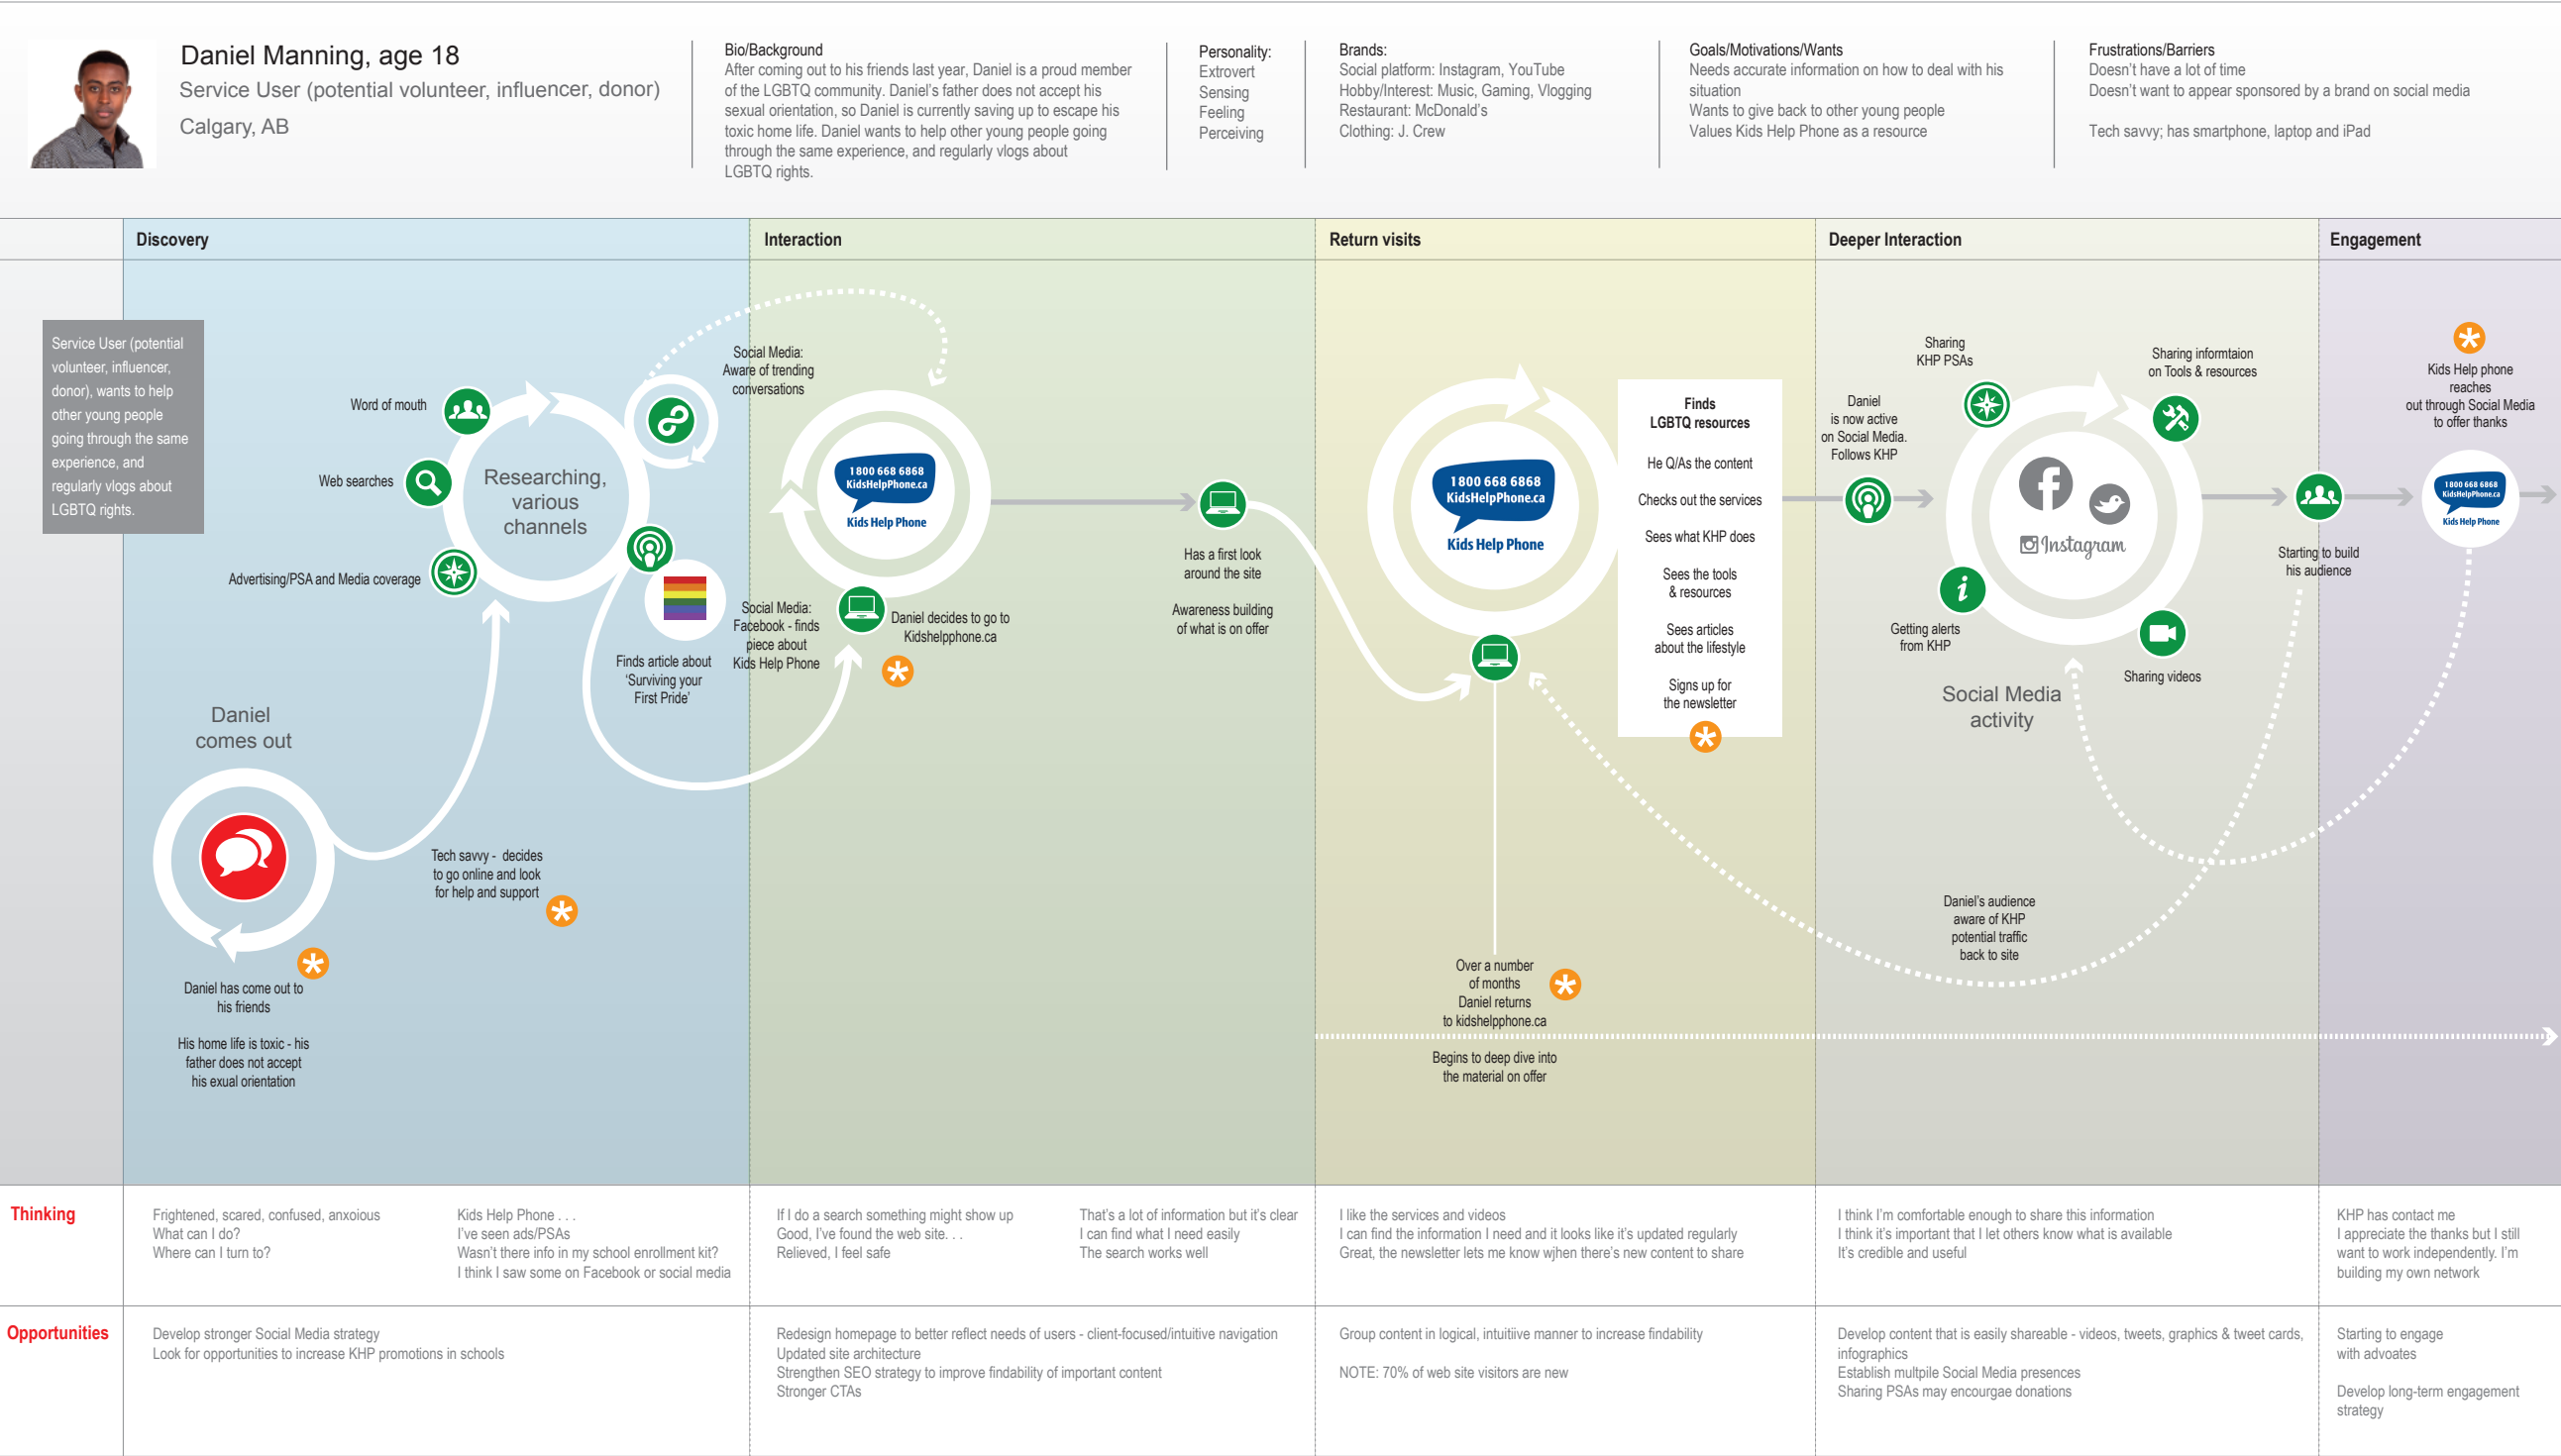 Daniel Manning, age 18
Service User (potential volunteer, influencer, donor)
Calgary, AB
Bio/Background
After coming out to his friends last year, Daniel is a proud member
of the LGBTQ community. Daniel's father does not accept his
sexual orientation, so Daniel is currently saving up to escape his
toxic home life. Daniel wants to help other young people going
through the same experience, and regularly vlogs about
LGBTQ rights.
Personality:
Extrovert
Sensing
Feeling
Perceiving
Brands:
Social platform: Instagram, YouTube
Hobby/Interest: Music, Gaming, Vlogging
Restaurant: McDonald's
Clothing: J. Crew
Goals/Motivations/Wants
Needs accurate information on how to deal with his
situation
Wants to give back to other young people
Values Kids Help Phone as a resource
Frustrations/Barriers
Doesn't have a lot of time
Doesn't want to appear sponsored by a brand on social media
Tech savvy; has smartphone, laptop and iPad
Discovery
Interaction
Return visits
Deeper Interaction
Engagement
Service User (potential
volunteer, influencer,
donor), wants to help
other young people
going through the same
experience, and
regularly vlogs about
LGBTQ rights.
Word of mouth
Web searches
Advertising/PSA and Media coverage
Researching,
various
channels
Social Media:
Aware of trending
conversations
Finds article about
'Surviving your
First Pride'
Social Media:
Facebook - finds
piece about
Kids Help Phone
Daniel
comes out
Tech savvy - decides
to go online and look
for help and support
Daniel has come out to
his friends
His home life is toxic - his
father does not accept
his exual orientation
1 800 668 6868
KidsHelpPhone.ca
Kids Help Phone
Daniel decides to go to
Kidshelpphone.ca
Has a first look
around the site
Awareness building
of what is on offer
1 800 668 6868
KidsHelpPhone.ca
Kids Help Phone
Finds
LGBTQ resources
He Q/As the content
Checks out the services
Sees what KHP does
Sees the tools
& resources
Sees articles
about the lifestyle
Signs up for
the newsletter
Over a number
of months
Daniel returns
to kidshelpphone.ca
Begins to deep dive into
the material on offer
Daniel
is now active
on Social Media.
Follows KHP
Sharing
KHP PSAs
Sharing informtaion
on Tools & resources
Instagram
Getting alerts
from KHP
Sharing videos
Social Media
activity
Daniel's audience
aware of KHP
potential traffic
back to site
Starting to build
his audience
Kids Help phone
reaches
out through Social Media
to offer thanks
1 800 668 6868
KidsHelpPhone.ca
Kids Help Phone
Thinking
Frightened, scared, confused, anxoious
What can I do?
Where can I turn to?
Kids Help Phone . . .
I've seen ads/PSAs
Wasn't there info in my school enrollment kit?
I think I saw some on Facebook or social media
If I do a search something might show up
Good, I've found the web site. . .
Relieved, I feel safe
That's a lot of information but it's clear
I can find what I need easily
The search works well
I like the services and videos
I can find the information I need and it looks like it's updated regularly
Great, the newsletter lets me know wjhen there's new content to share
I think I'm comfortable enough to share this information
I think it's important that I let others know what is available
It's credible and useful
KHP has contact me
I appreciate the thanks but I still
want to work independently. I'm
building my own network
Opportunities
Develop stronger Social Media strategy
Look for opportunities to increase KHP promotions in schools
Redesign homepage to better reflect needs of users - client-focused/intuitive navigation
Updated site architecture
Strengthen SEO strategy to improve findability of important content
Stronger CTAs
Group content in logical, intuitiive manner to increase findability
NOTE: 70% of web site visitors are new
Develop content that is easily shareable - videos, tweets, graphics & tweet cards,
infographics
Establish multpile Social Media presences
Sharing PSAs may encourgae donations
Starting to engage
with advoates
Develop long-term engagement
strategy